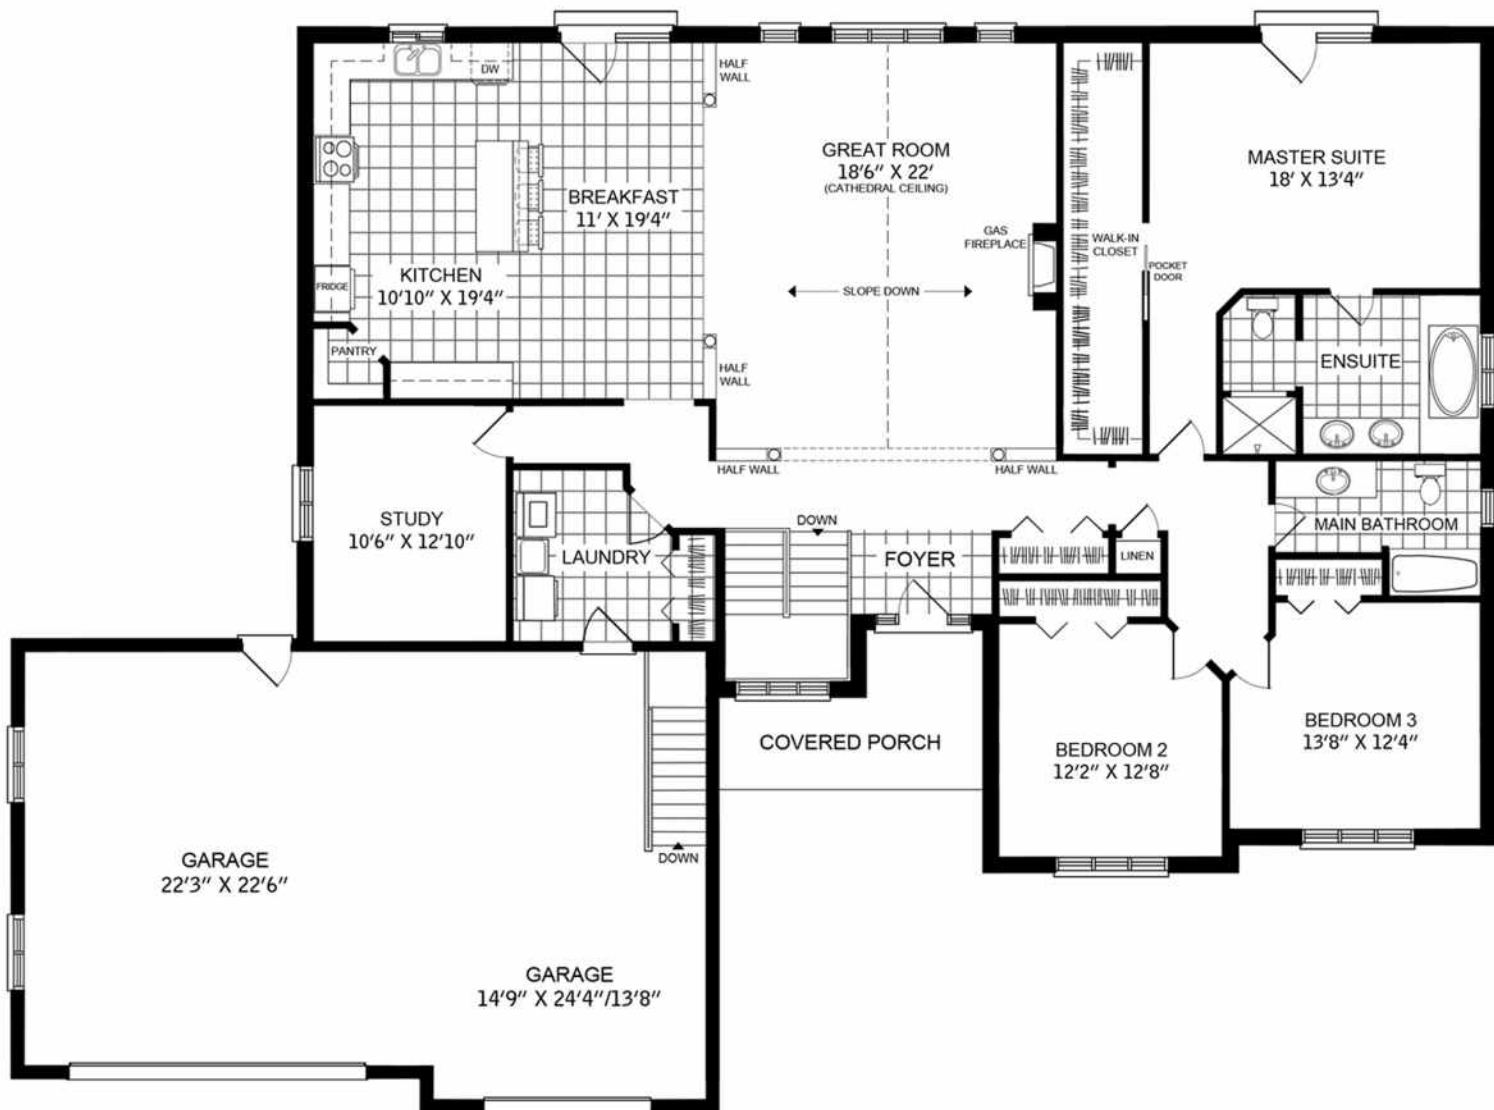 DW
HALF
WALL
GREAT ROOM
18'6" X 22'
(CATHEDRAL CEILING)
MASTER SUITE
18' X 13'4"
BREAKFAST
11' X 19'4"
GAS
FIREPLACE
WALK-IN
CLOSET
POCKET
DOOR
KITCHEN
10'10" X 19'4"
FRIDGE
SLOPE DOWN
PANTRY
HALF
WALL
ENSUITE
HALF WALL
HALF WALL
STUDY
10'6" X 12'10"
DOWN
MAIN BATHROOM
LAUNDRY
FOYER
LINEN
COVERED PORCH
BEDROOM 2
12'2" X 12'8"
BEDROOM 3
13'8" X 12'4"
GARAGE
22'3" X 22'6"
DOWN
GARAGE
14'9" X 24'4"/13'8"